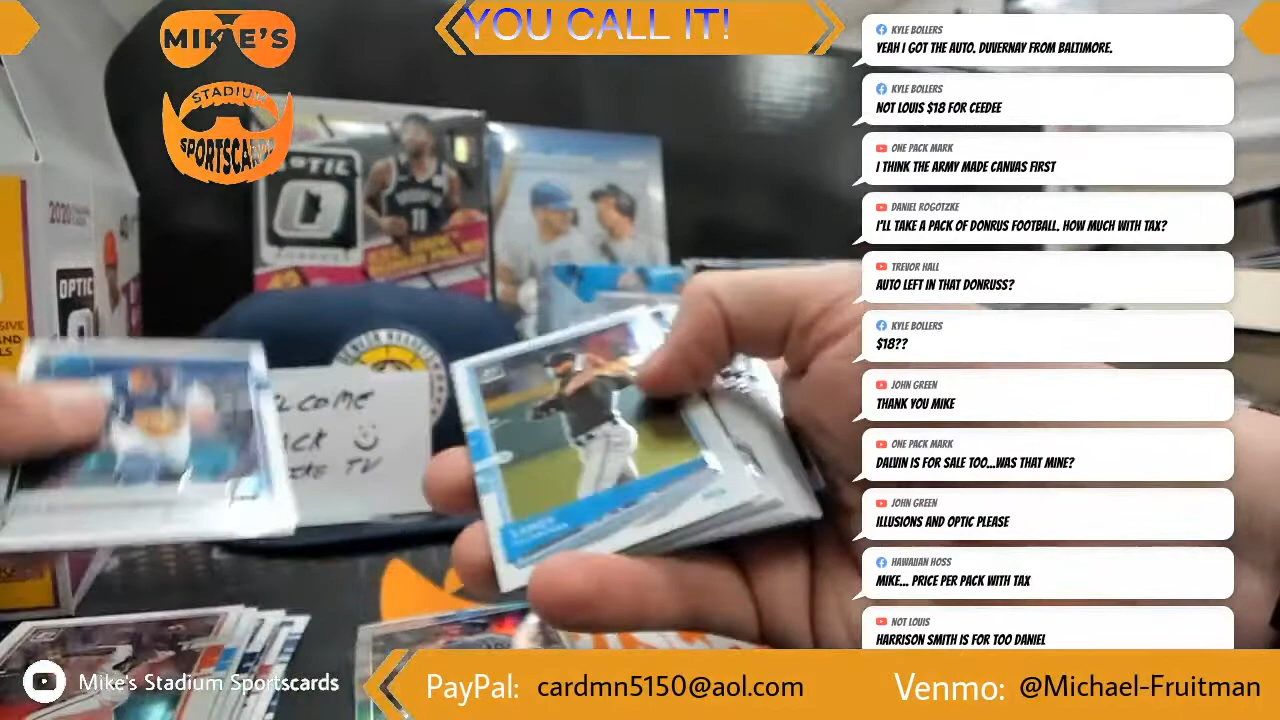 YOU CALL IT!
MIKE'S
STADIUM
SPORTSCARDS
OPTIC
11
2020
OPTIC
KYLE BOLLERS
YEAH I GOT THE AUTO. DUVERNAY FROM BALTIMORE.
KYLE BOLLERS
NOT LOUIS $18 FOR CEEDEE
ONE PACK MARK
I THINK THE ARMY MADE CANVAS FIRST
DANIEL ROGOTZKE
I'LL TAKE A PACK OF DONRUS FOOTBALL. HOW MUCH WITH TAX?
TREVOR HALL
AUTO LEFT IN THAT DONRUSS?
KYLE BOLLERS
$18??
JOHN GREEN
THANK YOU MIKE
ONE PACK MARK
DALVIN IS FOR SALE TOO...WAS THAT MINE?
JOHN GREEN
ILLUSIONS AND OPTIC PLEASE
HAWAIIAN HOSS
MIKE... PRICE PER PACK WITH TAX
NOT LOUIS
HARRISON SMITH IS FOR TOO DANIEL
Mike's Stadium Sportscards
PayPal: cardmn5150@aol.com
Venmo: @Michael-Fruitman